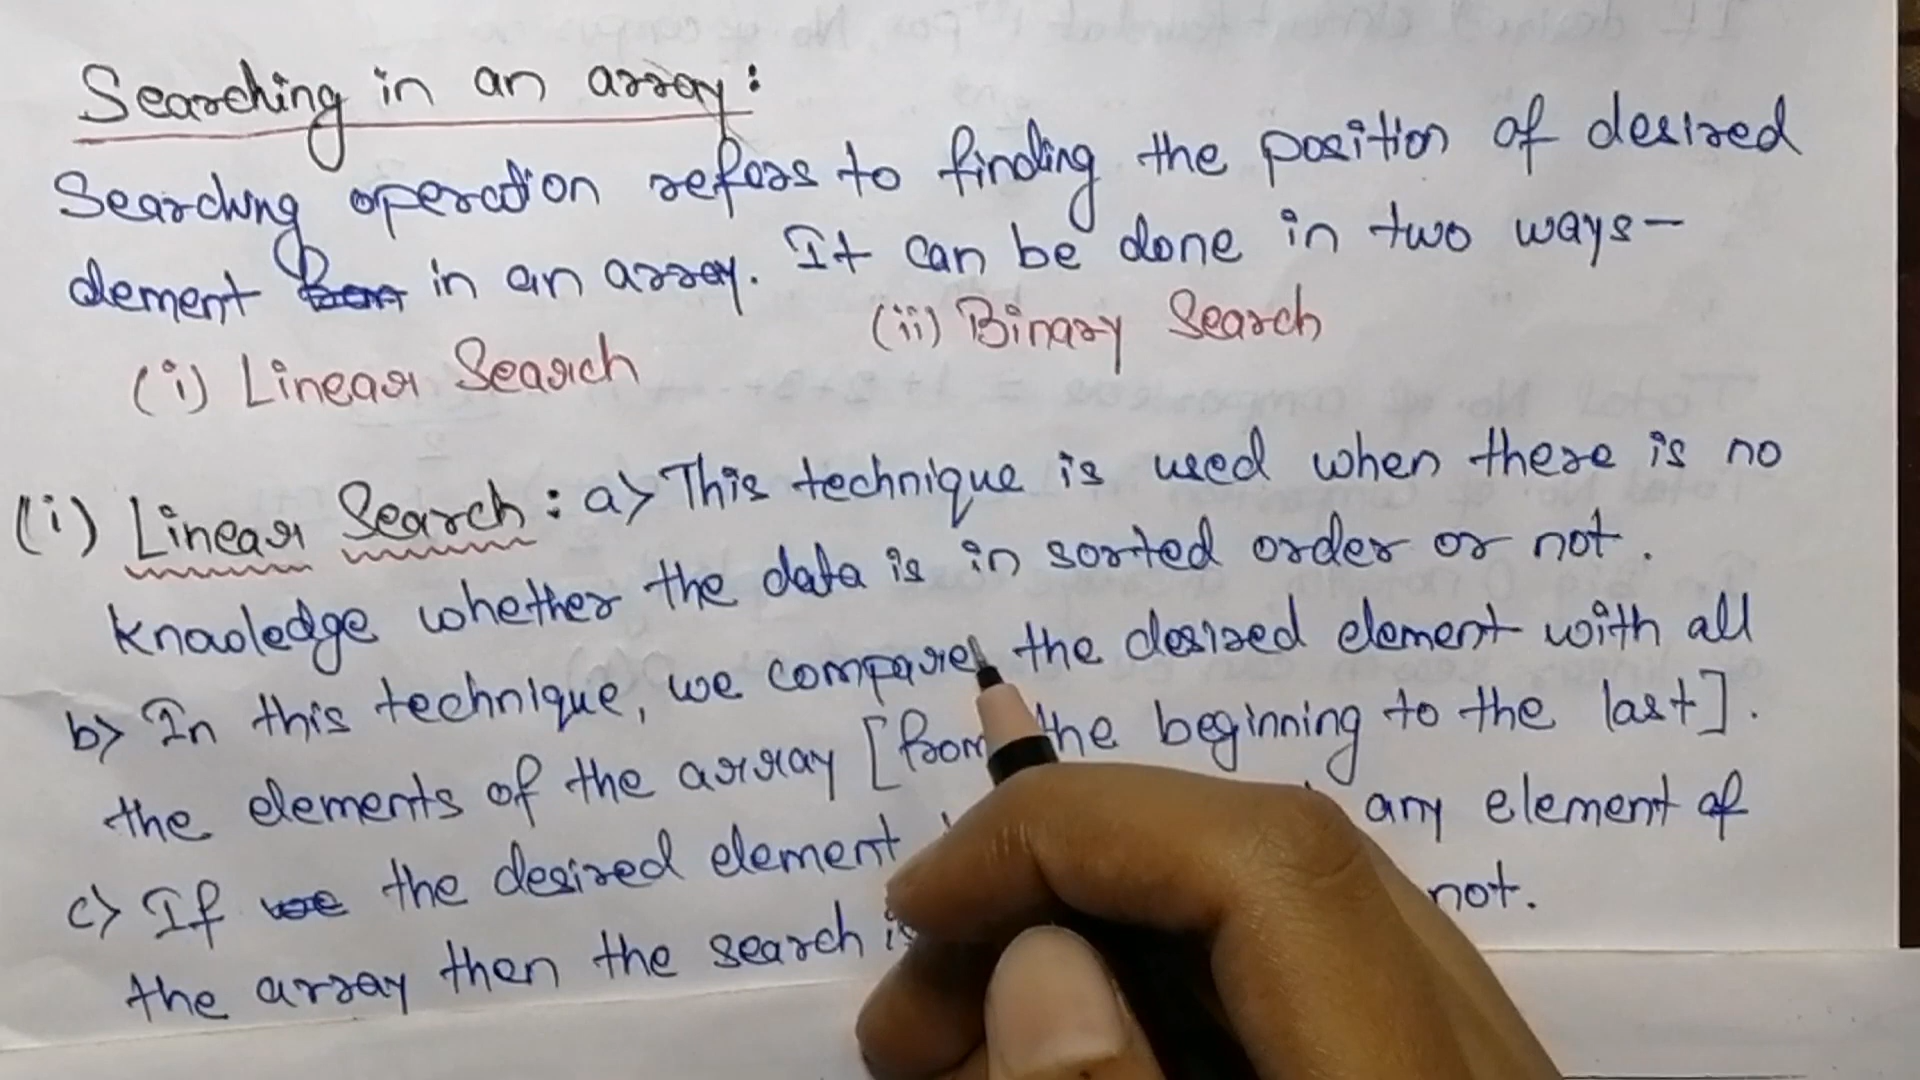 Searching in an array:
Searching operation refers to finding the position of desired
element in an array. It can be done in two ways-
(i) Linear Search (ii) Binary Search
(i) Linear Search: a> This technique is used when there is no
knowledge whether the data is in sorted order or not.
b> In this technique, we compare the desired element with all
the elements of the array [from the beginning to the last].
c> If the desired element any element of
the array then the search is not.